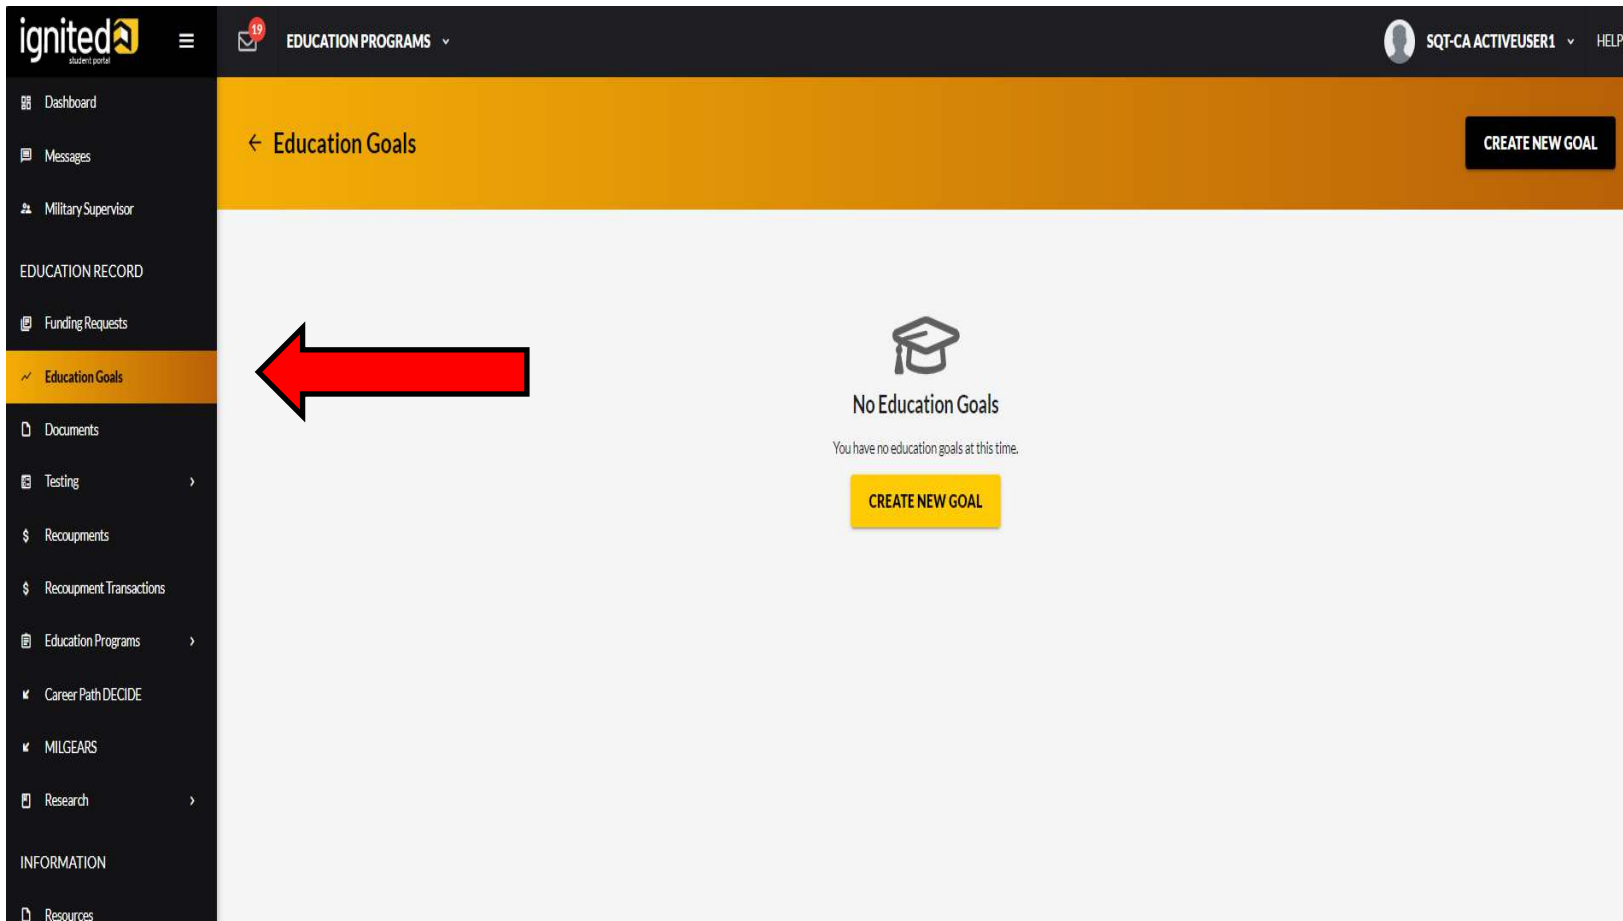 ignited
student portal
19
EDUCATION PROGRAMS
SQT-CA ACTIVEUSER1
HELP
Dashboard
Messages
Military Supervisor
EDUCATION RECORD
Funding Requests
Education Goals
Documents
Testing
$ Recoupments
$ Recoupment Transactions
Education Programs
Career Path DECIDE
MILGEARS
Research
INFORMATION
Resources
← Education Goals
CREATE NEW GOAL
No Education Goals
You have no education goals at this time.
CREATE NEW GOAL